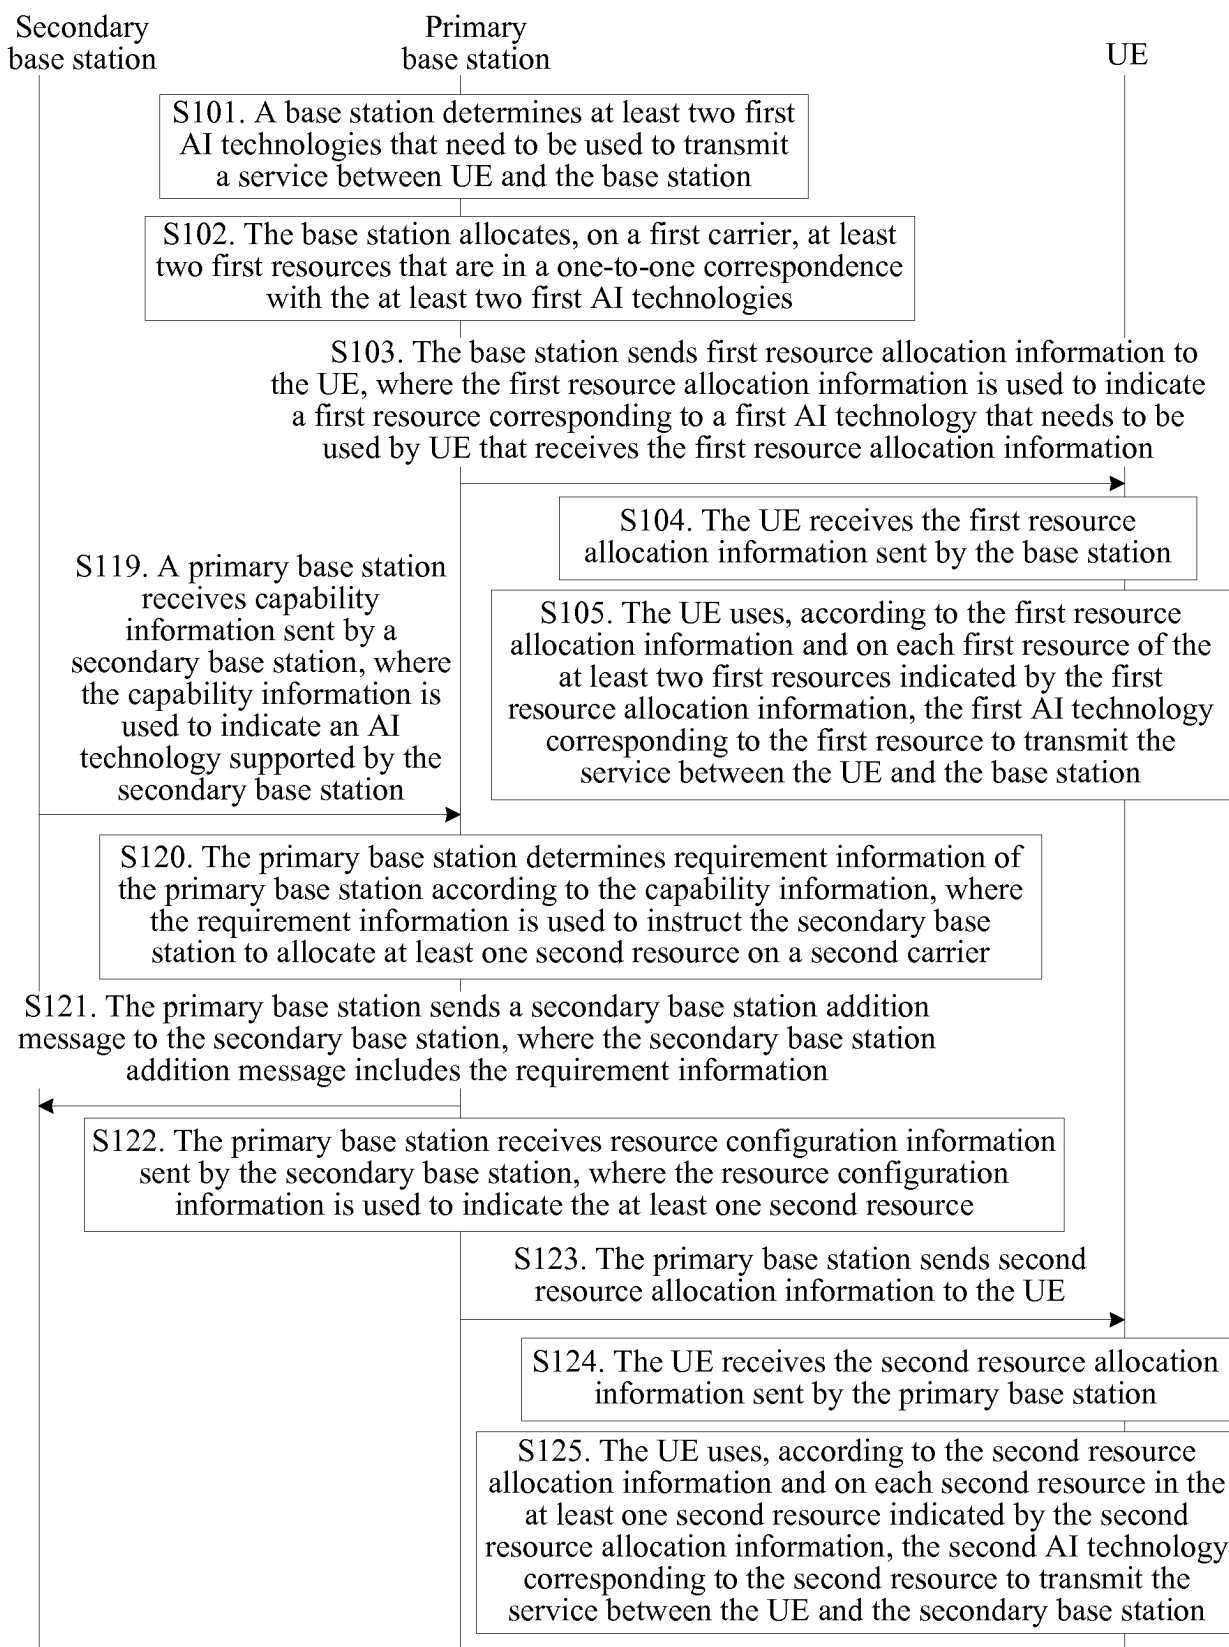 Secondary
base station
Primary
base station
UE
S101. A base station determines at least two first
AI technologies that need to be used to transmit
a service between UE and the base station
S102. The base station allocates, on a first carrier, at least
two first resources that are in a one-to-one correspondence
with the at least two first AI technologies
S103. The base station sends first resource allocation information to
the UE, where the first resource allocation information is used to indicate
a first resource corresponding to a first AI technology that needs to be
used by UE that receives the first resource allocation information
S104. The UE receives the first resource
allocation information sent by the base station
S119. A primary base station
receives capability
information sent by a
secondary base station, where
the capability information is
used to indicate an AI
technology supported by the
secondary base station
S105. The UE uses, according to the first resource
allocation information and on each first resource of the
at least two first resources indicated by the first
resource allocation information, the first AI technology
corresponding to the first resource to transmit the
service between the UE and the base station
S120. The primary base station determines requirement information of
the primary base station according to the capability information, where
the requirement information is used to instruct the secondary base
station to allocate at least one second resource on a second carrier
S121. The primary base station sends a secondary base station addition
message to the secondary base station, where the secondary base station
addition message includes the requirement information
S122. The primary base station receives resource configuration information
sent by the secondary base station, where the resource configuration
information is used to indicate the at least one second resource
S123. The primary base station sends second
resource allocation information to the UE
S124. The UE receives the second resource allocation
information sent by the primary base station
S125. The UE uses, according to the second resource
allocation information and on each second resource in the
at least one second resource indicated by the second
resource allocation information, the second AI technology
corresponding to the second resource to transmit the
service between the UE and the secondary base station